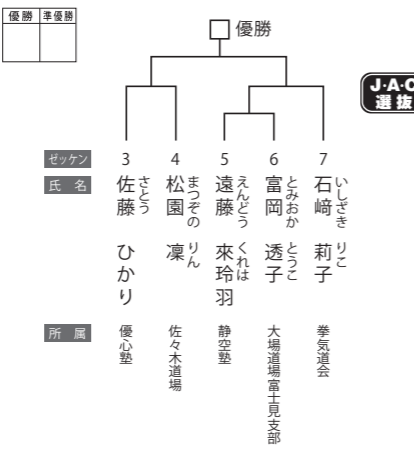 優勝 準優勝
優勝
J・A・C
選抜
ゼッケン 3 4 5 6 7
氏名
佐藤 ひかり
さとう
松園 凜
まつぞの りん
遠藤 來玲羽
えんどう くれは
富岡 透子
とみおか とうこ
石﨑 莉子
いしざき りこ
所属
優心塾
佐々木道場
静空塾
大場道場富士見支部
拳気道会